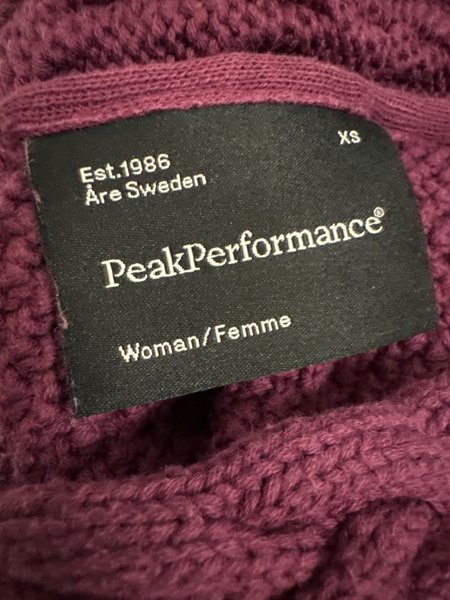 XS
Est.1986
Åre Sweden
PeakPerformance®
Woman/Femme